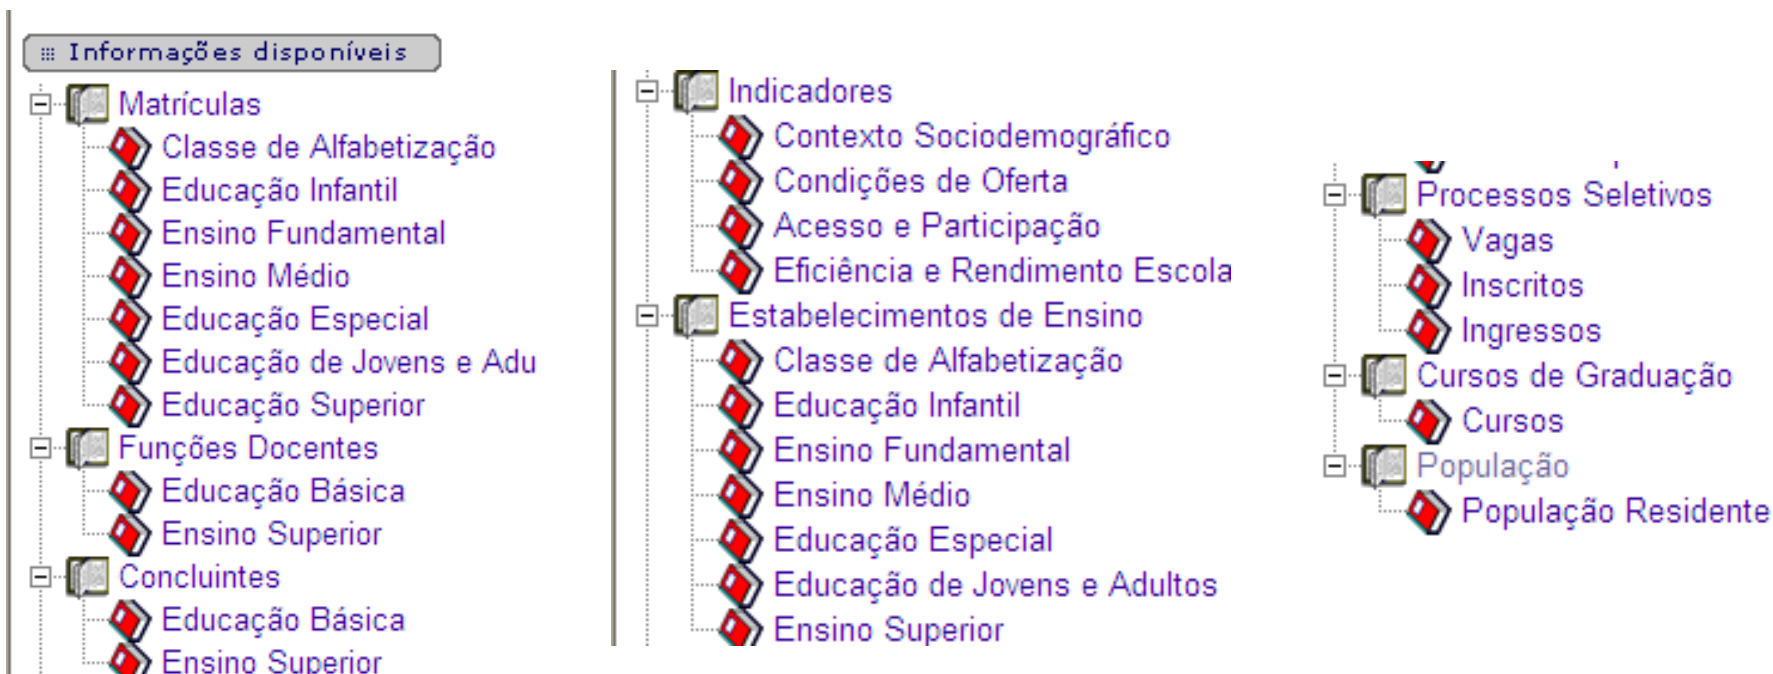 Informações disponíveis
Matrículas
Classe de Alfabetização
Educação Infantil
Ensino Fundamental
Ensino Médio
Educação Especial
Educação de Jovens e Adu
Educação Superior
Funções Docentes
Educação Básica
Ensino Superior
Concluintes
Educação Básica
Ensino Superior
Indicadores
Contexto Sociodemográfico
Condições de Oferta
Acesso e Participação
Eficiência e Rendimento Escola
Estabelecimentos de Ensino
Classe de Alfabetização
Educação Infantil
Ensino Fundamental
Ensino Médio
Educação Especial
Educação de Jovens e Adultos
Ensino Superior
Processos Seletivos
Vagas
Inscritos
Ingressos
Cursos de Graduação
Cursos
População
População Residente